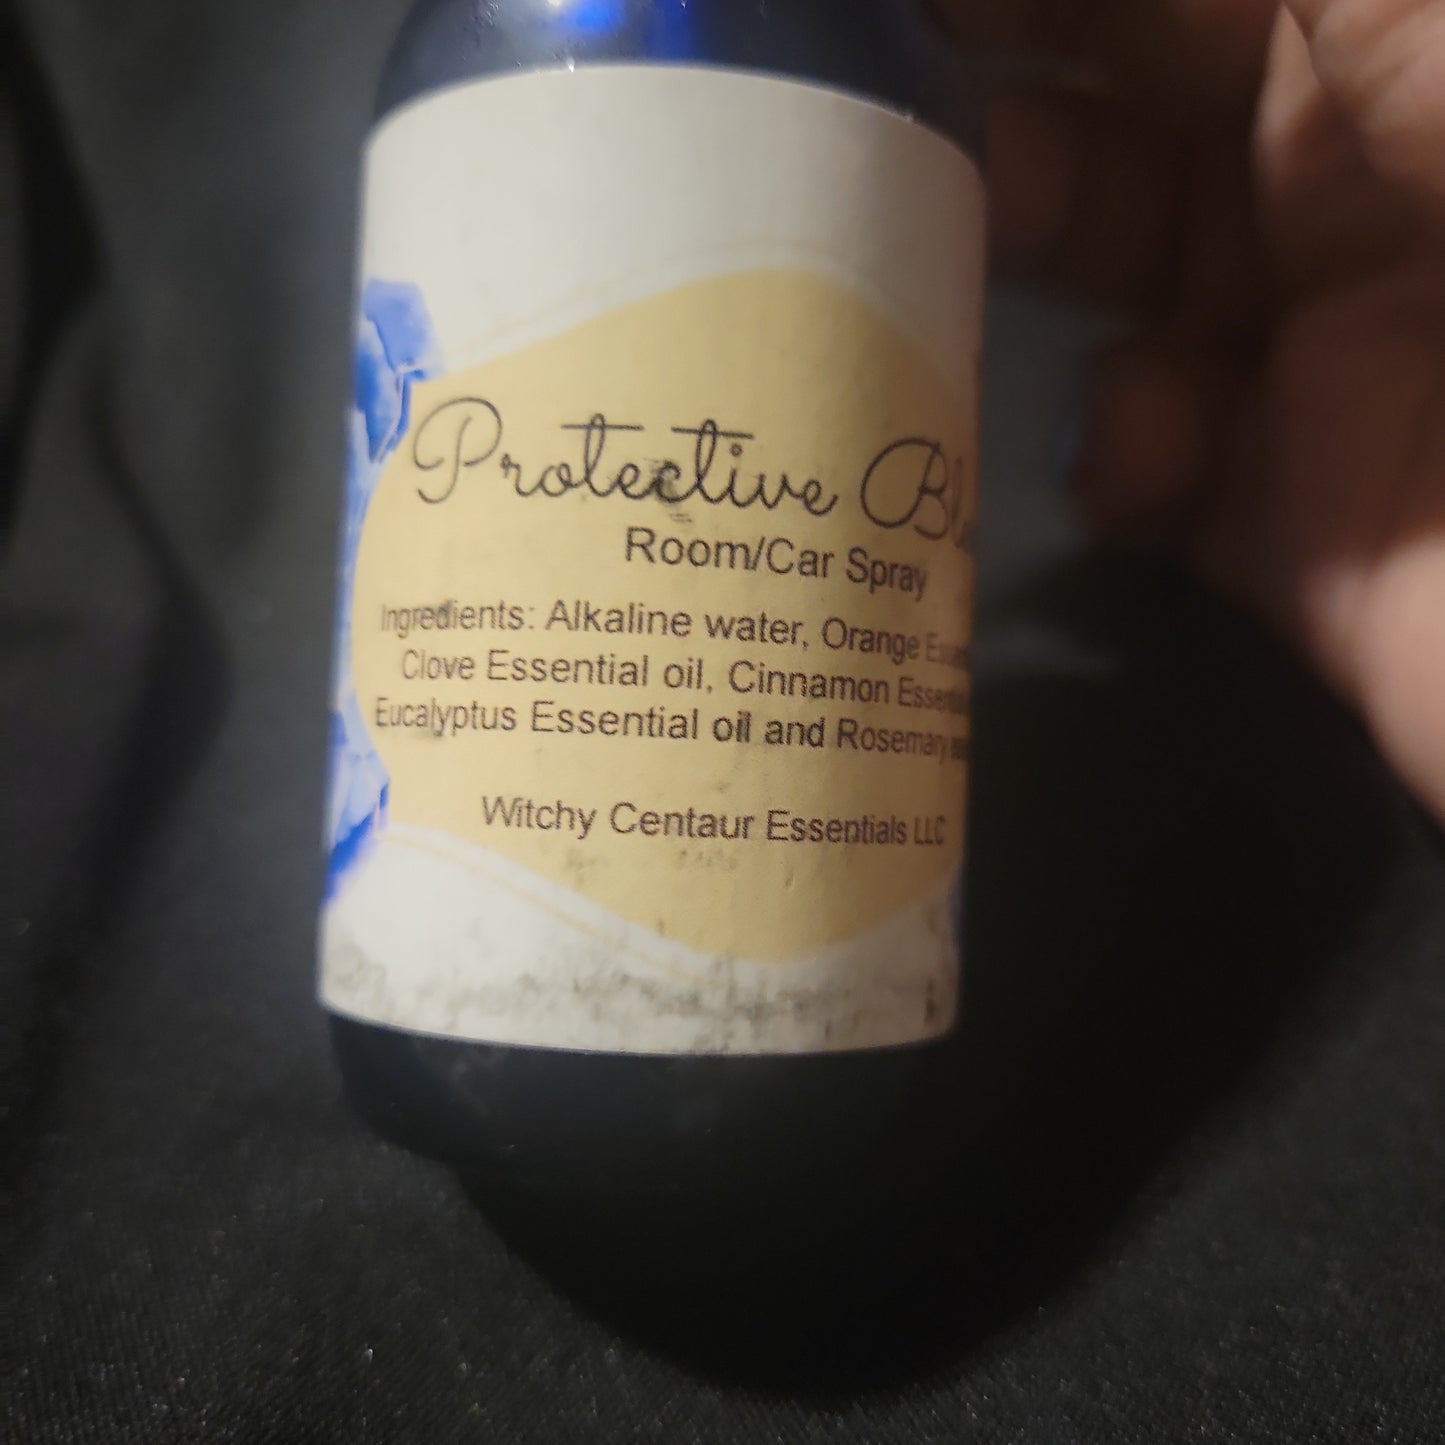 Protective
Room/Car Spray
Ingredients: Alkaline water, Orange
Clove Essential oil, Cinnamon
Eucalyptus Essential oil and Rosemary
Witchy Centaur Essentials LLC